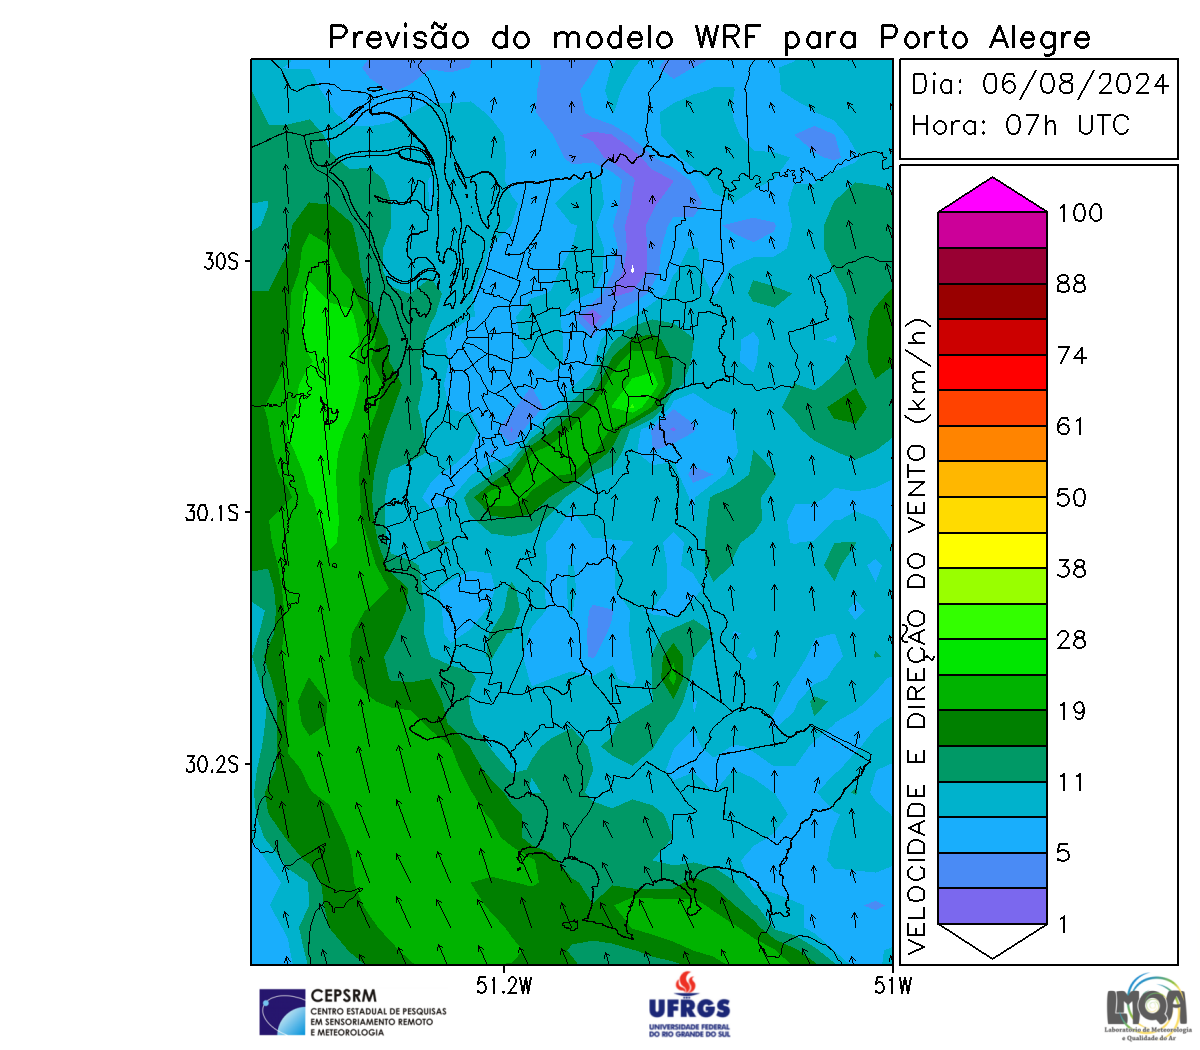 Previsão do modelo WRF para Porto Alegre
Dia: 06/08/2024
Hora: 07h UTC
30S
30.1S
30.2S
51.2W
51W
VELOCIDADE E DIREÇÃO DO VENTO (km/h)
100
88
74
61
50
38
28
19
11
5
1
CEPSRM
CENTRO ESTADUAL DE PESQUISAS
EM SENSORIAMENTO REMOTO
E METEOROLOGIA
UFRGS
UNIVERSIDADE FEDERAL
DO RIO GRANDE DO SUL
LMQA
Laboratório de Meteorologia
e Qualidade do Ar